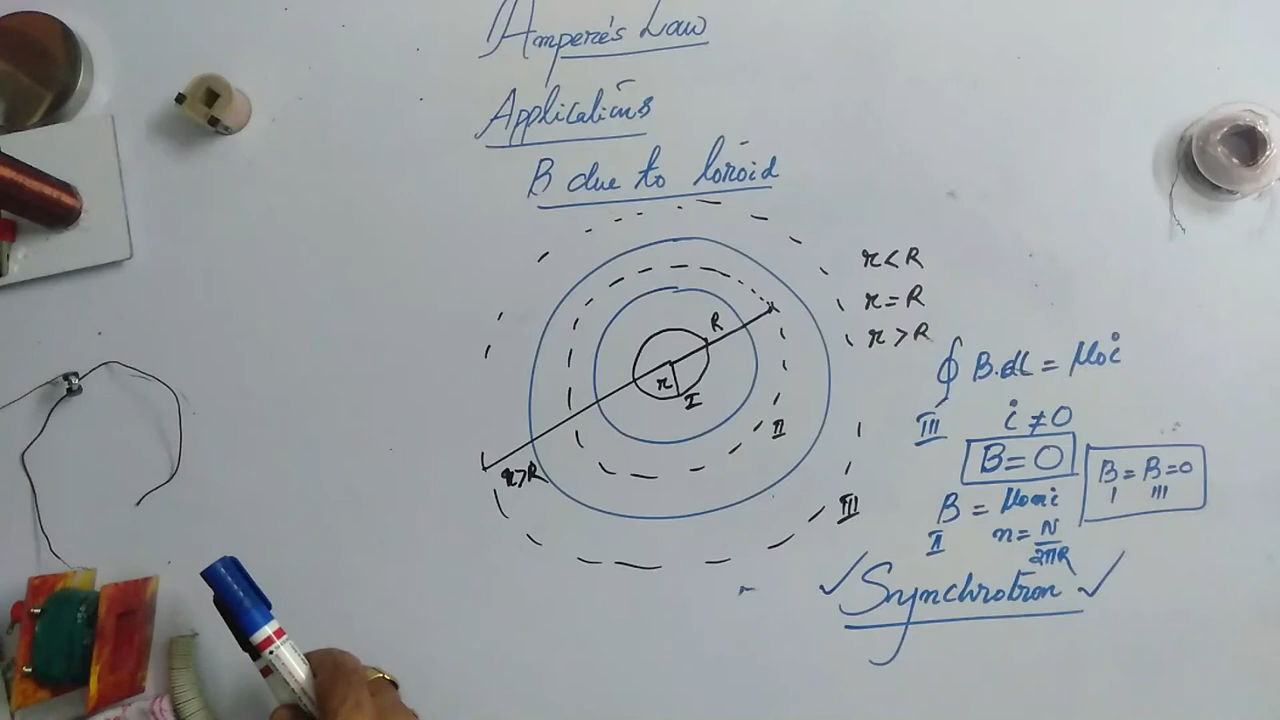 Ampere's Law
Applications
B due to toroid
r < R
r = R
r > R
R
r
I
II
r>R
III
∮ B.dl = μ₀i
III i ≠ 0
B = 0
B = B = 0
I III
B = μ₀ni
II n = N
2πR
✓ Synchrotron ✓